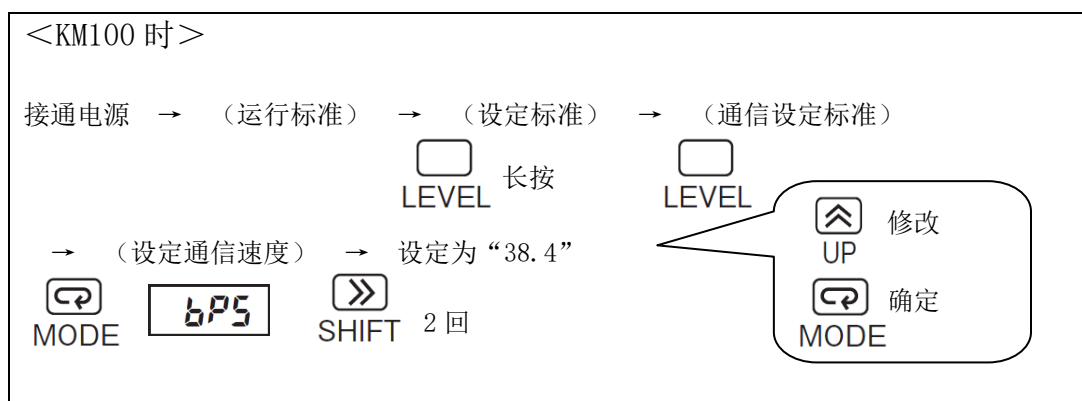 <KM100 时>
接通电源 → （运行标准） → （设定标准） → （通信设定标准）
LEVEL 长按 LEVEL
UP 修改
→ （设定通信速度） → 设定为“38.4”
MODE bPS SHIFT 2 回
MODE 确定